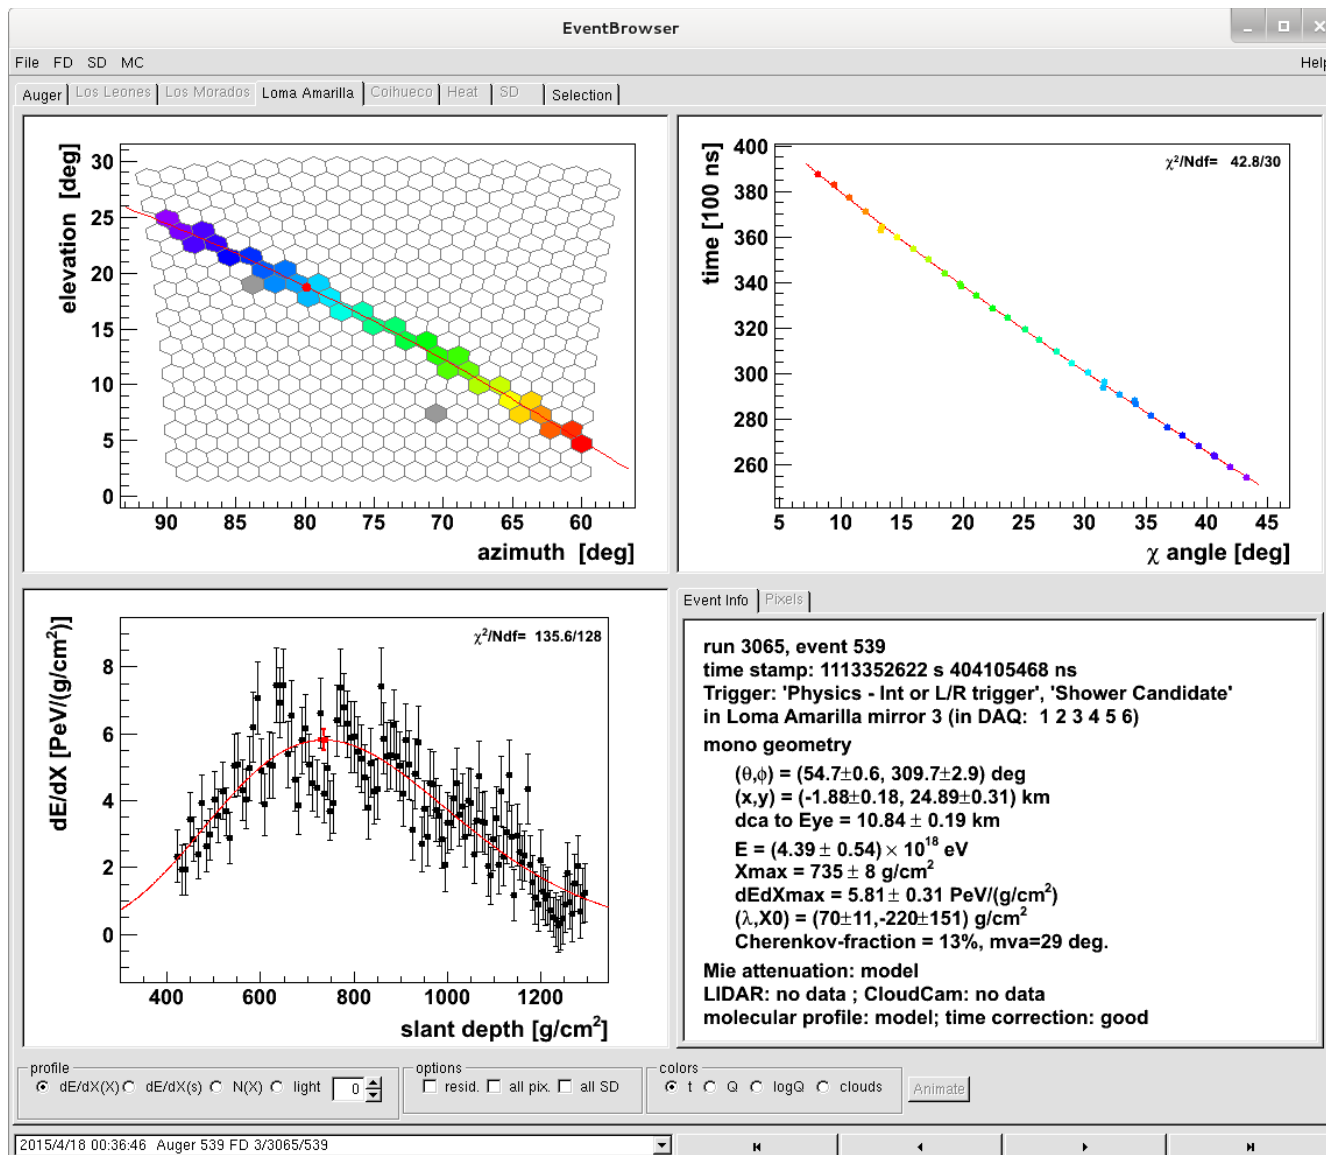 EventBrowser
File FD SD MC Help
Auger Los Leones Los Morados Loma Amarilla Coihueco Heat SD Selection
elevation [deg]
30
25
20
15
10
5
0
90 85 80 75 70 65 60
azimuth [deg]
χ²/Ndf= 42.8/30
time [100 ns]
400
380
360
340
320
300
280
260
5 10 15 20 25 30 35 40 45
χ angle [deg]
χ²/Ndf= 135.6/128
dE/dX [PeV/(g/cm²)]
8
6
4
2
0
400 600 800 1000 1200
slant depth [g/cm²]
Event Info Pixels
run 3065, event 539
time stamp: 1113352622 s 404105468 ns
Trigger: 'Physics - Int or L/R trigger', 'Shower Candidate'
in Loma Amarilla mirror 3 (in DAQ: 1 2 3 4 5 6)
mono geometry
(θ,ϕ) = (54.7±0.6, 309.7±2.9) deg
(x,y) = (-1.88±0.18, 24.89±0.31) km
dca to Eye = 10.84 ± 0.19 km
E = (4.39 ± 0.54) × 10¹⁸ eV
Xmax = 735 ± 8 g/cm²
dEdXmax = 5.81 ± 0.31 PeV/(g/cm²)
(λ,X0) = (70±11,-220±151) g/cm²
Cherenkov-fraction = 13%, mva=29 deg.
Mie attenuation: model
LIDAR: no data ; CloudCam: no data
molecular profile: model; time correction: good
profile
dE/dX(X) dE/dX(s) N(X) light 0
options
resid. all pix. all SD
colors
t Q logQ clouds
Animate
2015/4/18 00:36:46 Auger 539 FD 3/3065/539